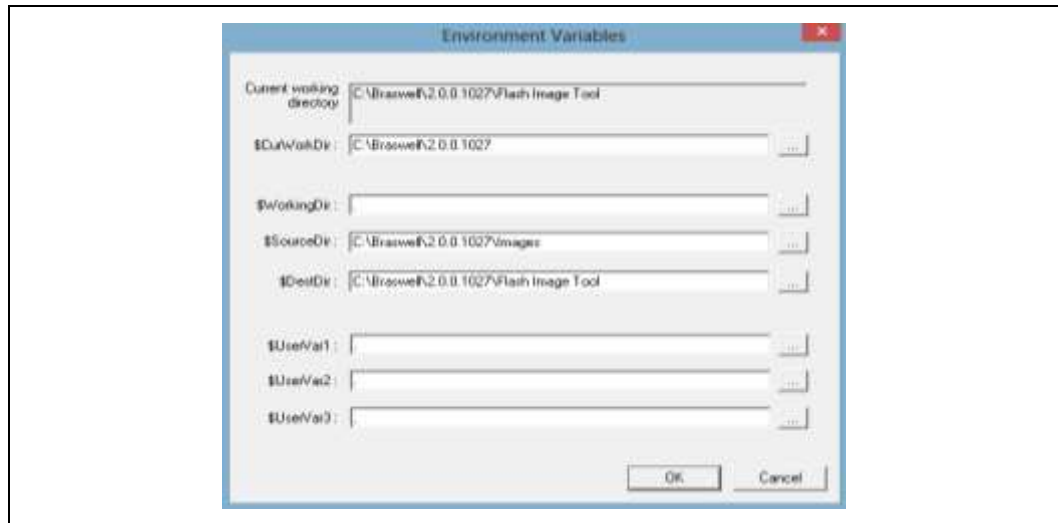 Environment Variables
Current working directory
C:\Braswell\2.0.0.1027\Flash Image Tool
$CurWorkDir : C:\Braswell\2.0.0.1027 ...
$WorkingDir : . ...
$SourceDir : C:\Braswell\2.0.0.1027\Images ...
$DestDir : C:\Braswell\2.0.0.1027\Flash Image Tool ...
$UserVar1 : . ...
$UserVar2 : . ...
$UserVar3 : . ...
OK Cancel